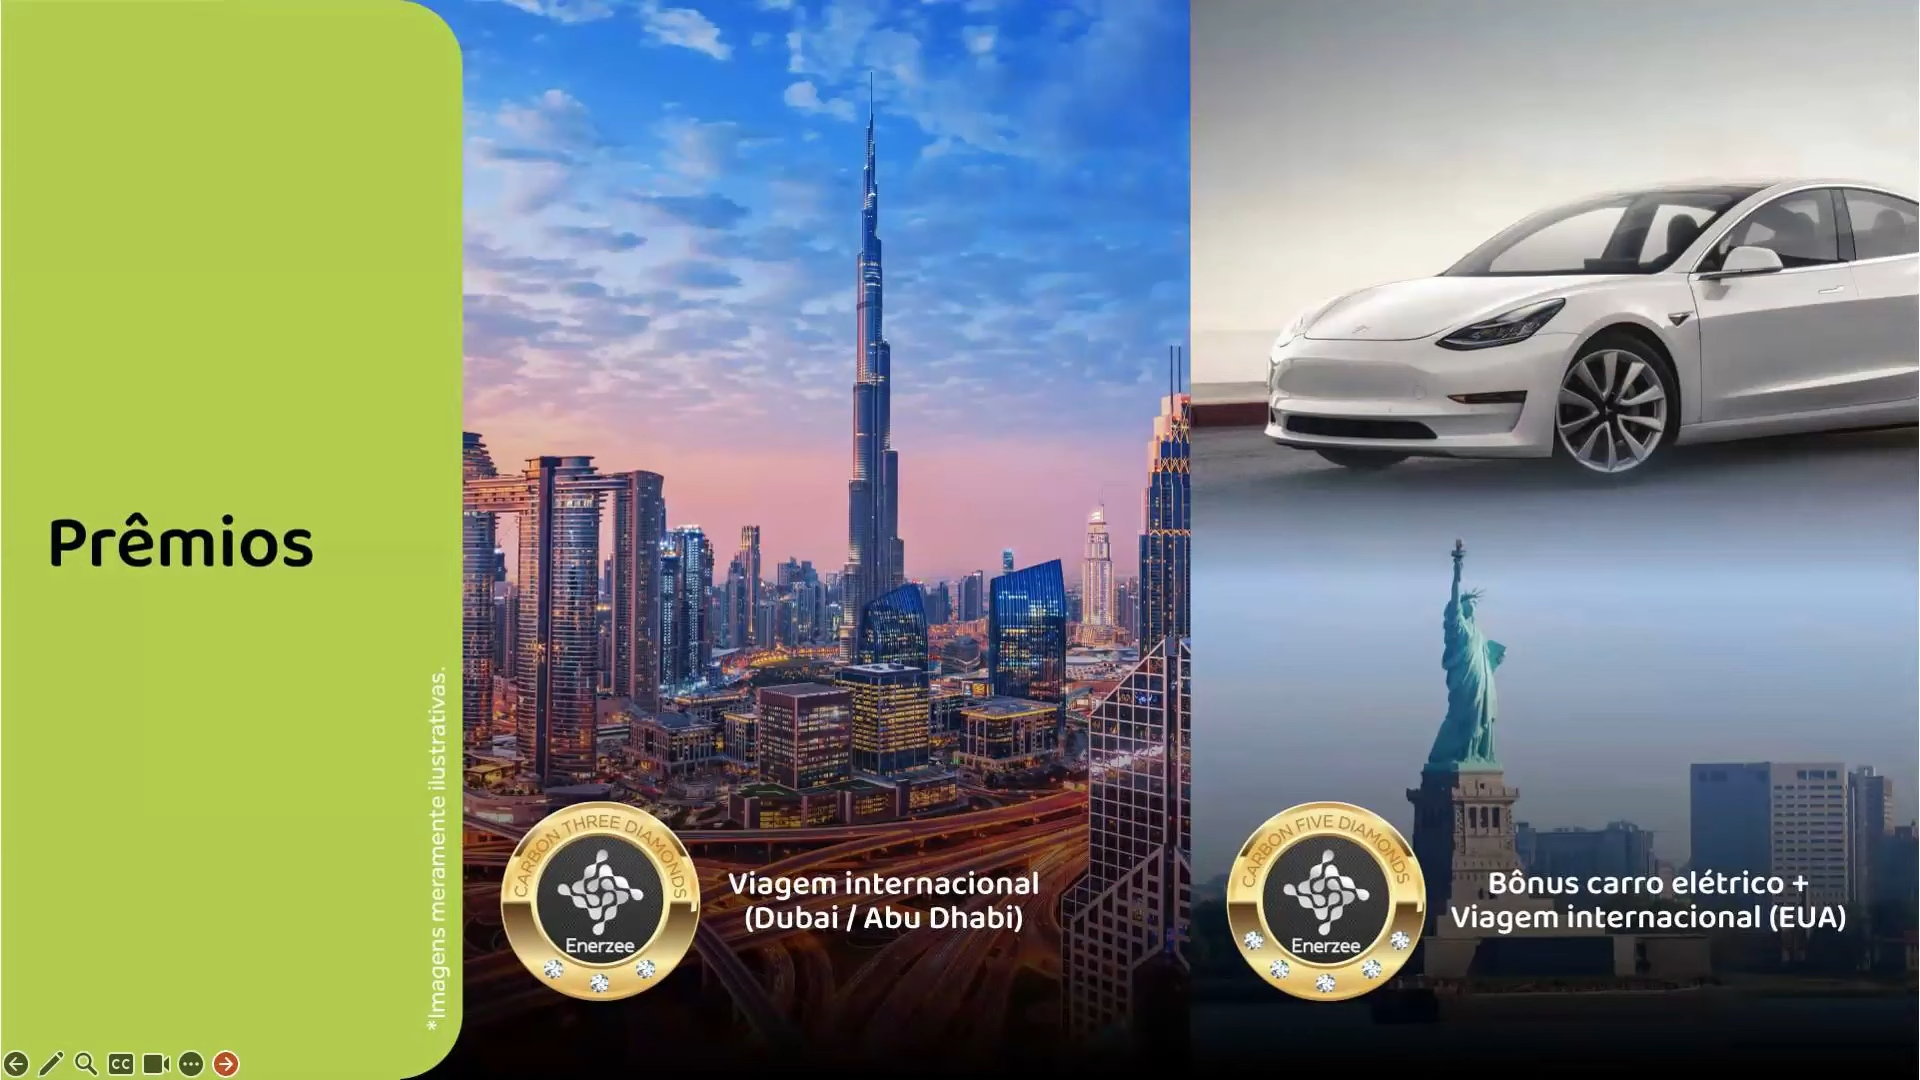 Prêmios
*Imagens meramente ilustrativas.
CARBON THREE DIAMONDS
Enerzee
Viagem internacional
(Dubai / Abu Dhabi)
CARBON FIVE DIAMONDS
Enerzee
Bônus carro elétrico +
Viagem internacional (EUA)
CC